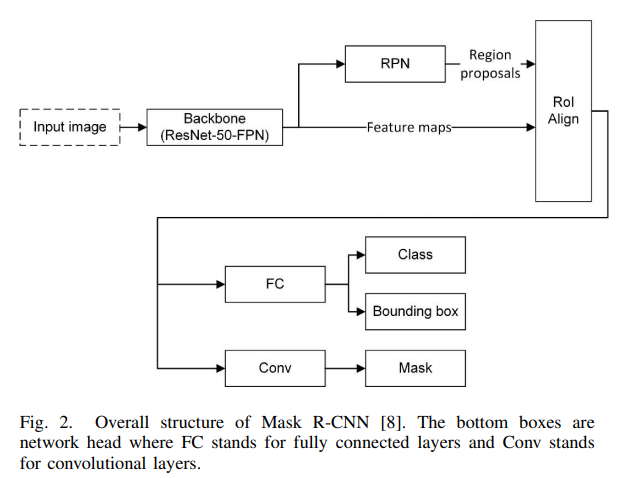 RPN
Region
proposals
RoI
Align
Input image
Backbone
(ResNet-50-FPN)
Feature maps
Class
FC
Bounding box
Conv
Mask
Fig. 2. Overall structure of Mask R-CNN [8]. The bottom boxes are
network head where FC stands for fully connected layers and Conv stands
for convolutional layers.